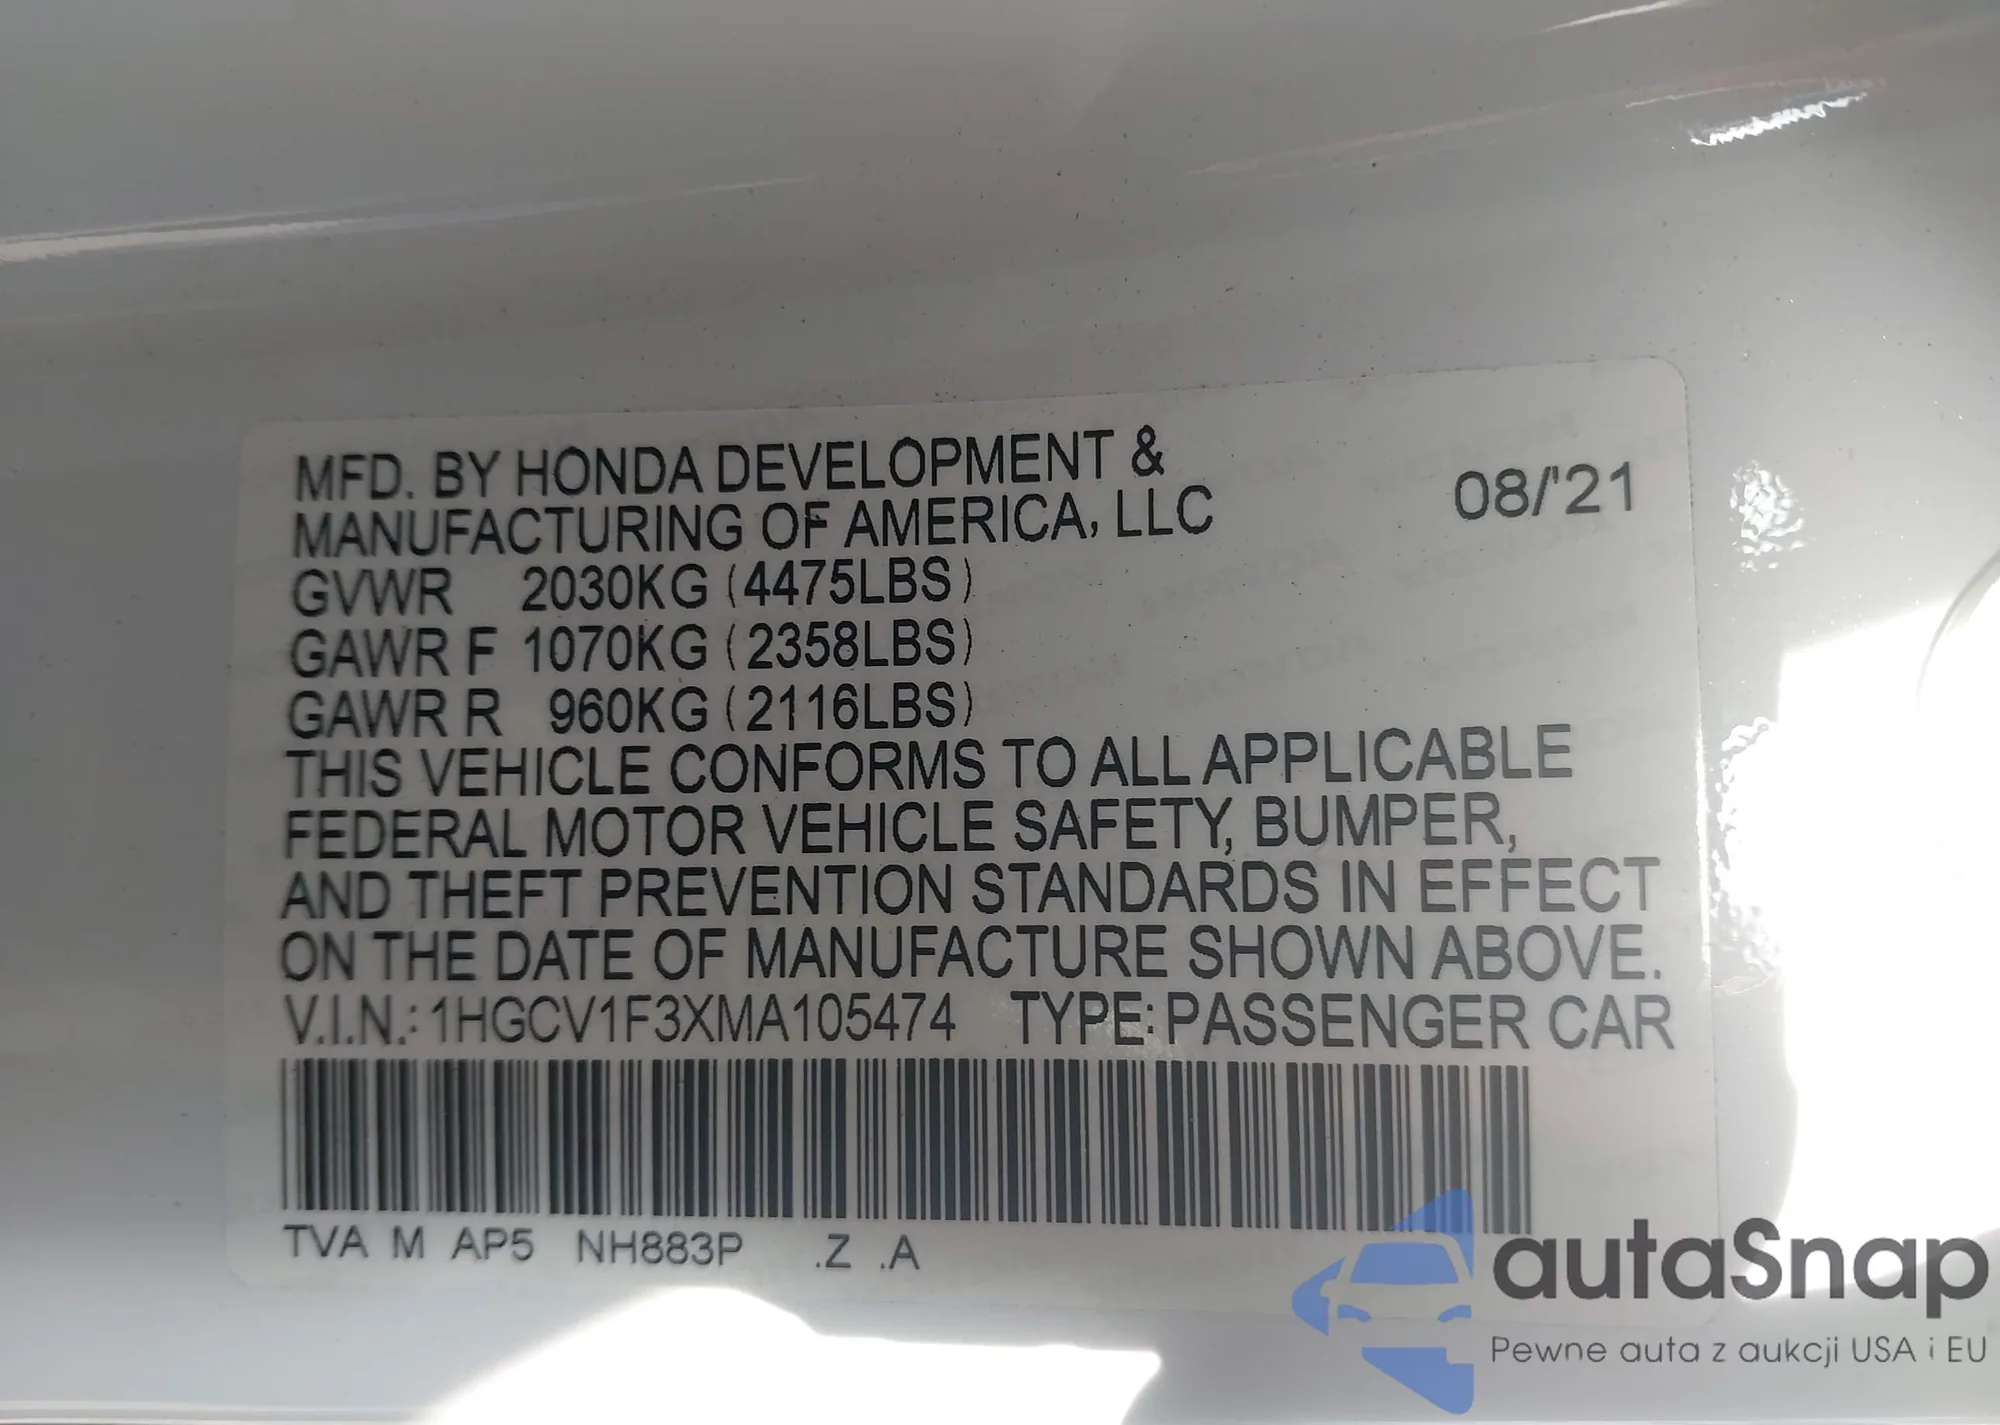 MFD. BY HONDA DEVELOPMENT &
MANUFACTURING OF AMERICA, LLC
08/'21
GVWR 2030KG (4475LBS)
GAWR F 1070KG (2358LBS)
GAWR R 960KG (2116LBS)
THIS VEHICLE CONFORMS TO ALL APPLICABLE
FEDERAL MOTOR VEHICLE SAFETY, BUMPER,
AND THEFT PREVENTION STANDARDS IN EFFECT
ON THE DATE OF MANUFACTURE SHOWN ABOVE.
V.I.N.: 1HGCV1F3XMA105474 TYPE: PASSENGER CAR
TVA M AP5 NH883P .Z .A
autaSnap
Pewne auta z aukcji USA i EU